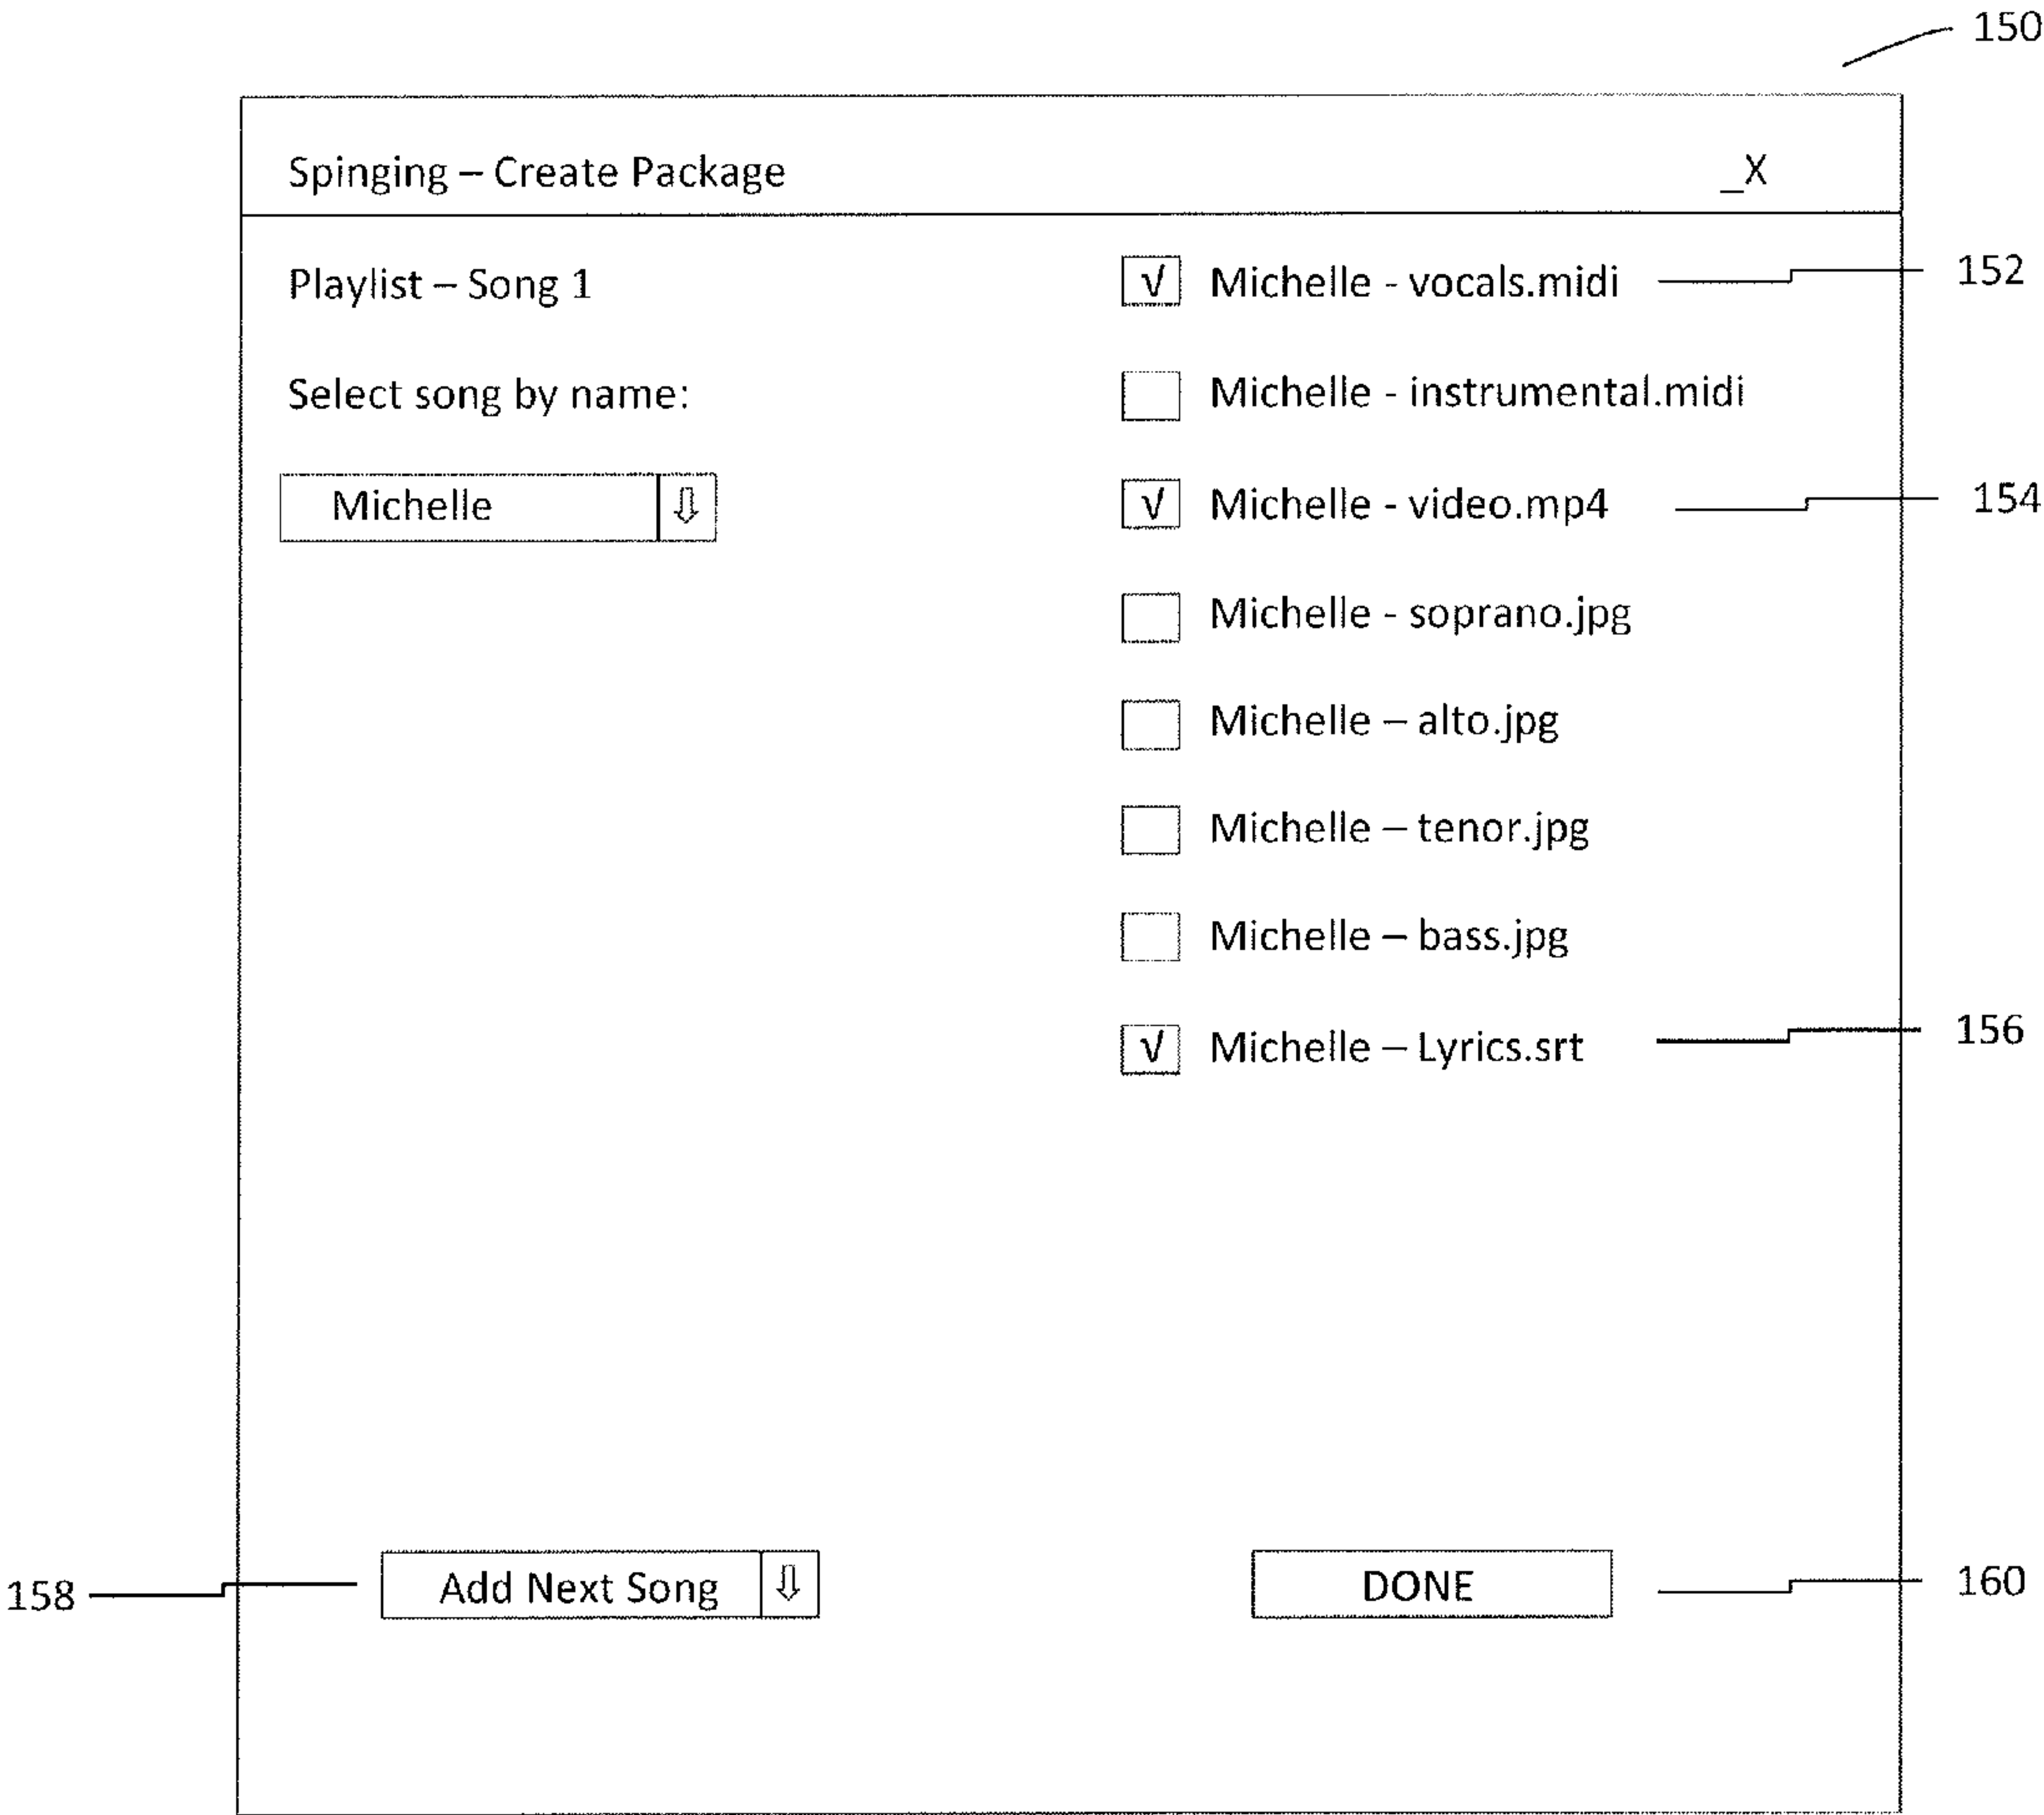 150
Spinging – Create Package _X
Playlist – Song 1
Select song by name:
Michelle
√ Michelle - vocals.midi 152
Michelle - instrumental.midi
√ Michelle - video.mp4 154
Michelle - soprano.jpg
Michelle – alto.jpg
Michelle – tenor.jpg
Michelle – bass.jpg
√ Michelle – Lyrics.srt 156
158 Add Next Song
DONE 160